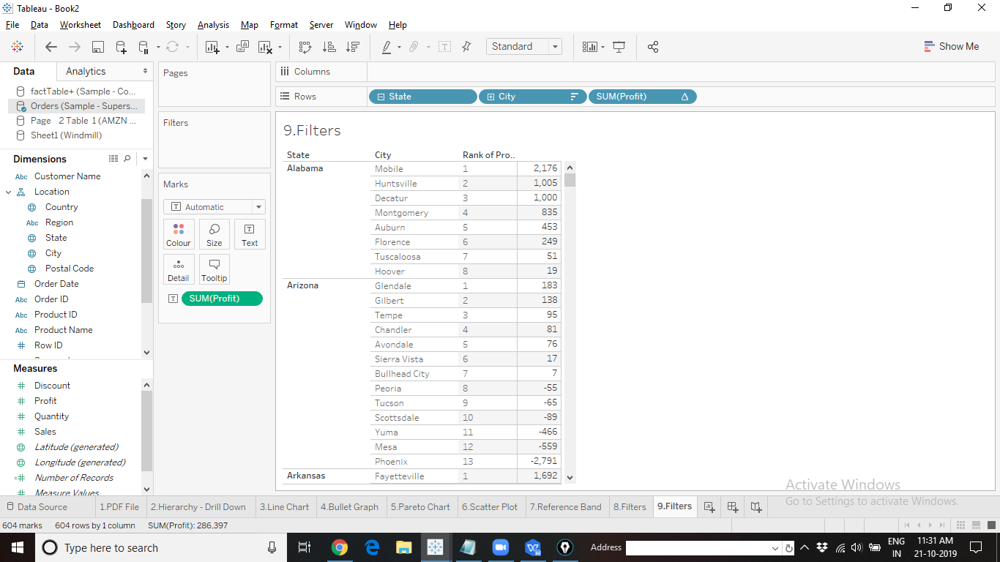 Tableau - Book2
File Data Worksheet Dashboard Story Analysis Map Format Server Window Help
Standard
Show Me
Data Analytics
factTable+ (Sample - Co...
Orders (Sample - Supers...
Page 2 Table 1 (AMZN ...
Sheet1 (Windmill)
Dimensions
Abc Customer Name
Location
Country
Abc Region
State
City
Postal Code
Order Date
Abc Order ID
Abc Product ID
Abc Product Name
# Row ID
Measures
# Discount
# Profit
# Quantity
# Sales
Latitude (generated)
Longitude (generated)
=# Number of Records
# Measure Values
Pages
Filters
Marks
T Automatic
Colour Size Text
Detail Tooltip
T SUM(Profit)
Columns
Rows State City SUM(Profit) Δ
9.Filters
State City Rank of Pro..
Alabama Mobile 1 2,176
Huntsville 2 1,005
Decatur 3 1,000
Montgomery 4 835
Auburn 5 453
Florence 6 249
Tuscaloosa 7 51
Hoover 8 19
Arizona Glendale 1 183
Gilbert 2 138
Tempe 3 95
Chandler 4 81
Avondale 5 76
Sierra Vista 6 17
Bullhead City 7 7
Peoria 8 -55
Tucson 9 -65
Scottsdale 10 -89
Yuma 11 -466
Mesa 12 -559
Phoenix 13 -2,791
Arkansas Fayetteville 1 1,692
Activate Windows
Go to Settings to activate Windows.
Data Source 1.PDF File 2.Hierarchy - Drill Down 3.Line Chart 4.Bullet Graph 5.Pareto Chart 6.Scatter Plot 7.Reference Band 8.Filters 9.Filters
604 marks 604 rows by 1 column SUM(Profit): 286,397
Type here to search
Address
ENG 11:31 AM
IN 21-10-2019